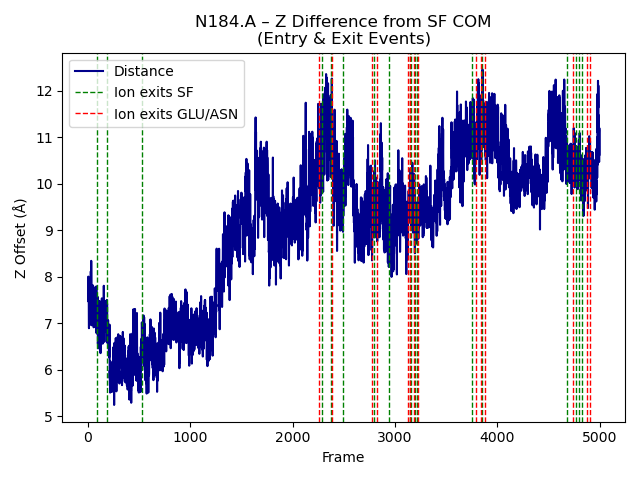 N184.A – Z Difference from SF COM
(Entry & Exit Events)
Distance
Ion exits SF
Ion exits GLU/ASN
Z Offset (Å)
12
11
10
9
8
7
6
5
0
1000
2000
3000
4000
5000
Frame